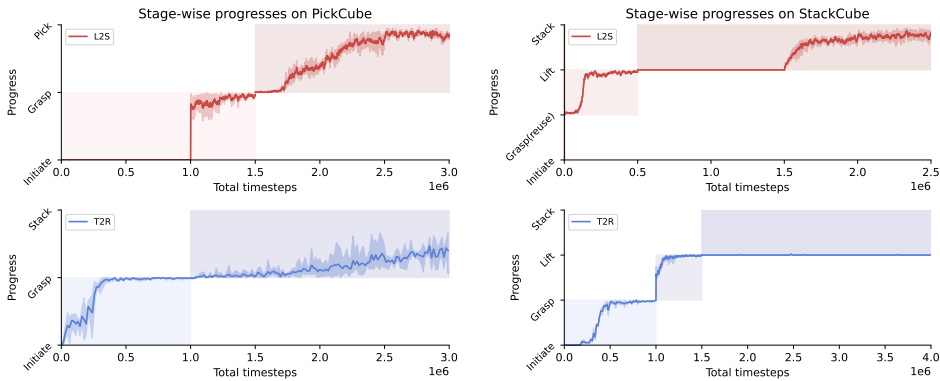 Stage-wise progresses on PickCube
Pick
Grasp
Initiate
Progress
L2S
0.0 0.5 1.0 1.5 2.0 2.5 3.0
Total timesteps
1e6
Stage-wise progresses on StackCube
Stack
Lift
Grasp(reuse)
Initiate
Progress
L2S
0.0 0.5 1.0 1.5 2.0 2.5
Total timesteps
1e6
Stack
Grasp
Initiate
Progress
T2R
0.0 0.5 1.0 1.5 2.0 2.5 3.0
Total timesteps
1e6
Stack
Lift
Grasp
Initiate
Progress
T2R
0.0 0.5 1.0 1.5 2.0 2.5 3.0 3.5 4.0
Total timesteps
1e6